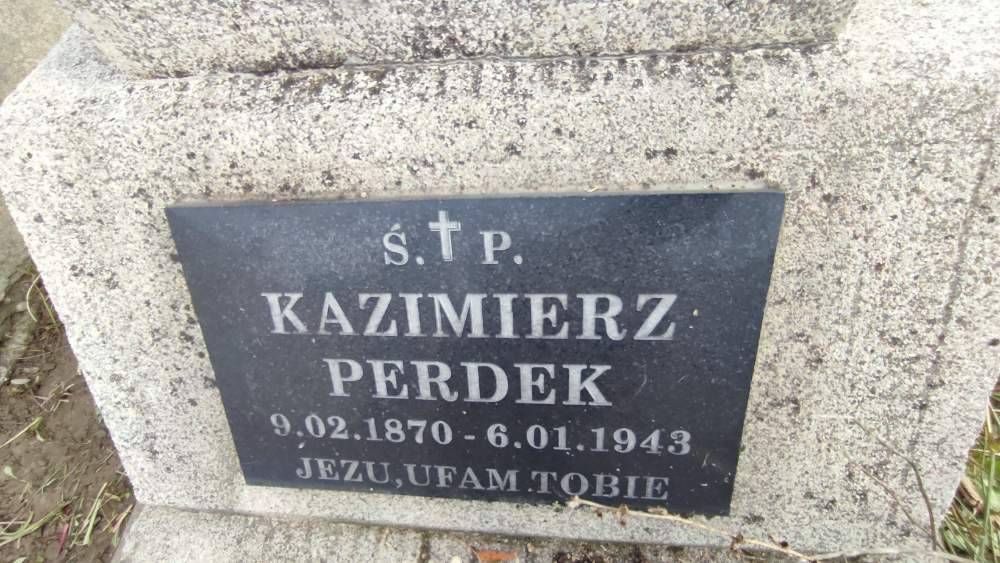 Ś.✝P.
KAZIMIERZ
PERDEK
9.02.1870 - 6.01.1943
JEZU, UFAM TOBIE